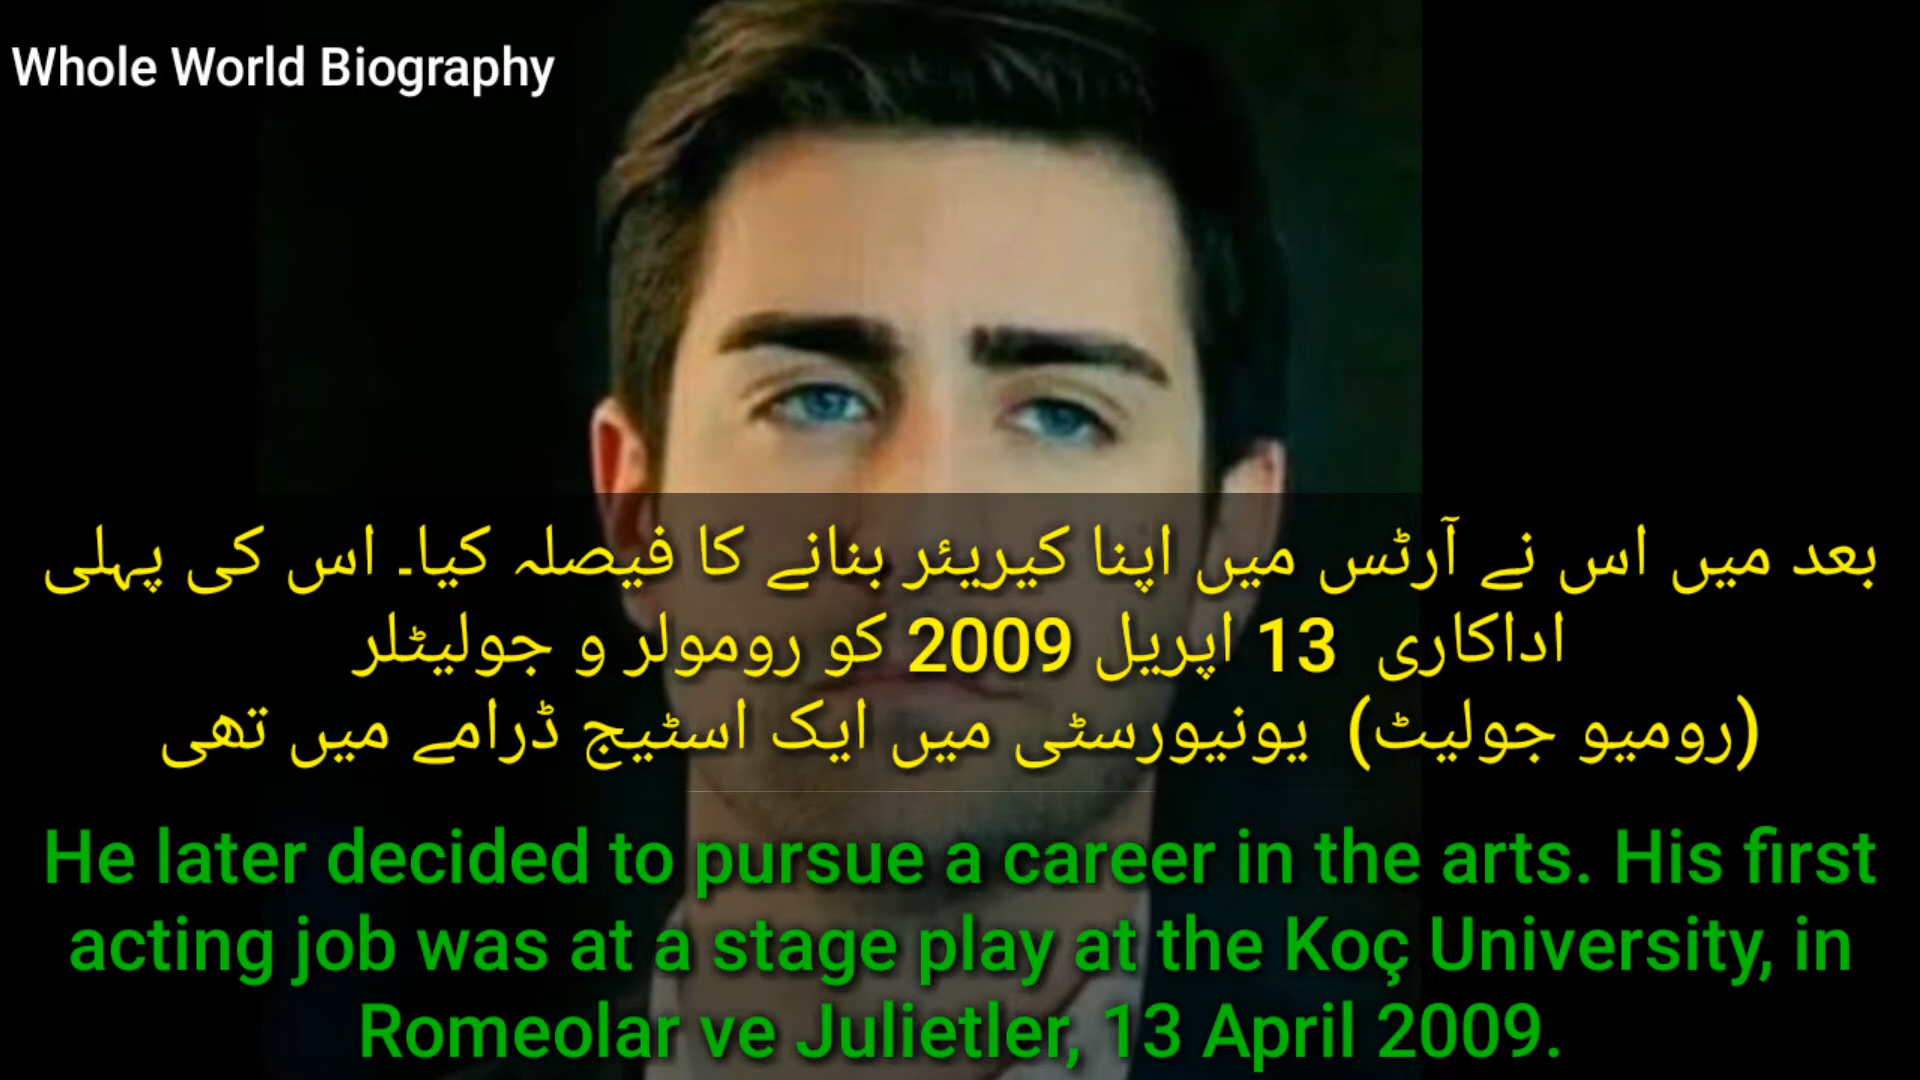 Whole World Biography
بعد میں اس نے آرٹس میں اپنا کیریئر بنانے کا فیصلہ کیا۔ اس کی پہلی
اداکاری 13 اپریل 2009 کو رومولر و جولیٹلر
(رومیو جولیٹ) یونیورسٹی میں ایک اسٹیج ڈرامے میں تھی
He later decided to pursue a career in the arts. His first
acting job was at a stage play at the Koç University, in
Romeolar ve Julietler, 13 April 2009.